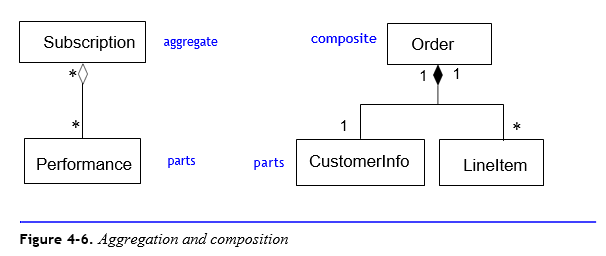 Subscription
aggregate
*
*
Performance
parts
composite
Order
1 1
1 *
parts
CustomerInfo
LineItem
Figure 4-6. Aggregation and composition